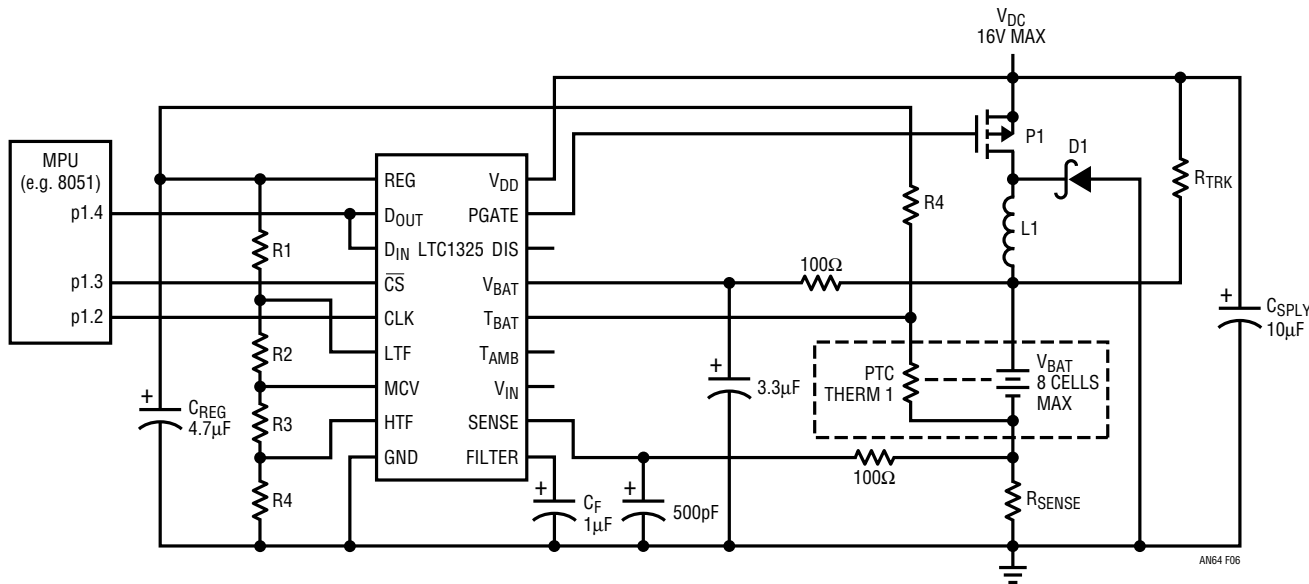 V_DC
16V MAX
MPU
(e.g. 8051)
p1.4
p1.3
p1.2
REG
D_OUT
D_IN
LTC1325
C̅S̅
CLK
LTF
MCV
HTF
GND
V_DD
PGATE
DIS
V_BAT
T_BAT
T_AMB
V_IN
SENSE
FILTER
R1
R2
R3
R4
+
C_REG
4.7µF
+
C_F
1µF
+
500pF
+
3.3µF
100Ω
100Ω
R4
P1
D1
L1
R_TRK
+
C_SPLY
10µF
PTC
THERM 1
V_BAT
8 CELLS
MAX
R_SENSE
AN64 F06